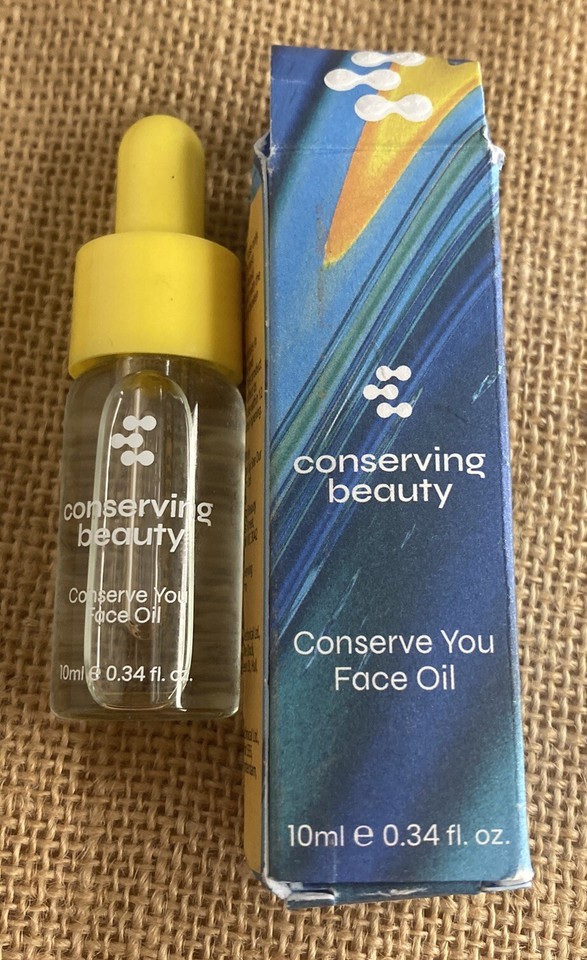 conserving
beauty
Conserve You
Face Oil
10ml e 0.34 fl. oz.
conserving
beauty
Conserve You
Face Oil
10ml e 0.34 fl. oz.